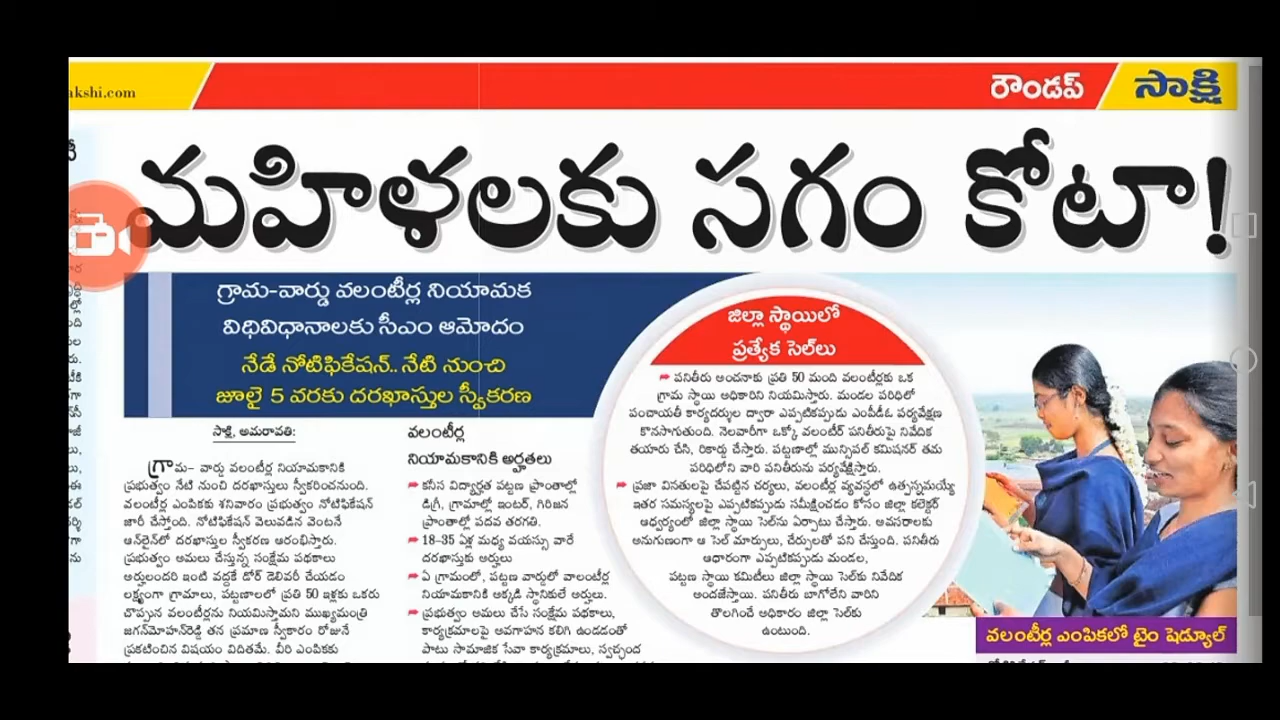 akshi.com
రౌండప్
సాక్షి
మహిళలకు సగం కోటా!
గ్రామ-వార్డు వలంటీర్ల నియామక
విధివిధానాలకు సీఎం ఆమోదం
నేడే నోటిఫికేషన్.. నేటి నుంచి
జూలై 5 వరకు దరఖాస్తుల స్వీకరణ
సాక్షి, అమరావతి:
గ్రామ- వార్డు వలంటీర్ల నియామకానికి
ప్రభుత్వం నేటి నుంచి దరఖాస్తులు స్వీకరించనుంది.
వలంటీర్ల ఎంపికకు శనివారం ప్రభుత్వం నోటిఫికేషన్
జారీ చేస్తోంది. నోటిఫికేషన్ వెలువడిన వెంటనే
ఆన్‌లైన్‌లో దరఖాస్తుల స్వీకరణ ఆరంభిస్తారు.
ప్రభుత్వం అమలు చేస్తున్న సంక్షేమ పథకాలు
అర్హులందరి ఇంటి వద్దకే డోర్ డెలివరీ చేయడం
లక్ష్యంగా గ్రామాలు, పట్టణాలలో ప్రతి 50 ఇళ్లకు ఒకరు
చొప్పున వలంటీర్లను నియమిస్తామని ముఖ్యమంత్రి
జగన్‌మోహన్‌రెడ్డి తన ప్రమాణ స్వీకారం రోజునే
ప్రకటించిన విషయం విదితమే. వీరి ఎంపికకు
వలంటీర్ల
నియామకానికి అర్హతలు
కనీస విద్యార్హత పట్టణ ప్రాంతాల్లో
డిగ్రీ, గ్రామాల్లో ఇంటర్, గిరిజన
ప్రాంతాల్లో పదవ తరగతి.
18-35 ఏళ్ల మధ్య వయస్సు వారే
దరఖాస్తుకు అర్హులు
ఏ గ్రామంలో, పట్టణ వార్డులో వాలంటీర్ల
నియామకానికి అక్కడి స్థానికులే అర్హులు.
ప్రభుత్వం అమలు చేసే సంక్షేమ పథకాలు,
కార్యక్రమాలపై అవగాహన కలిగి ఉండడంతో
పాటు సామాజిక సేవా కార్యక్రమాలు, స్వచ్ఛంద
జిల్లా స్థాయిలో
ప్రత్యేక సెల్‌లు
పనితీరు అంచనాకు ప్రతి 50 మంది వలంటీర్లకు ఒక
గ్రామ స్థాయి అధికారిని నియమిస్తారు. మండల పరిధిలో
పంచాయతీ కార్యదర్శుల ద్వారా ఎప్పటికప్పుడు ఎంపీడీఓ పర్యవేక్షణ
కొనసాగుతుంది. నెలవారీగా ఒక్కో వలంటీర్ పనితీరుపై నివేదిక
తయారు చేసి, రికార్డు చేస్తారు. పట్టణాల్లో మున్సిపల్ కమిషనర్ తమ
పరిధిలోని వారి పనితీరును పర్యవేక్షిస్తారు.
ప్రజా వినతులపై చేపట్టిన చర్యలు, వలంటీర్ల వ్యవస్థలో ఉత్పన్నమయ్యే
ఇతర సమస్యలపై ఎప్పటికప్పుడు సమీక్షించడం కోసం జిల్లా కలెక్టర్
ఆధ్వర్యంలో జిల్లా స్థాయి సెల్‌ను ఏర్పాటు చేస్తారు. అవసరాలకు
అనుగుణంగా ఆ సెల్ మార్పులు, చేర్పులతో పని చేస్తుంది. పనితీరు
ఆధారంగా ఎప్పటికప్పుడు మండల,
పట్టణ స్థాయి కమిటీలు జిల్లా స్థాయి సెల్‌కు నివేదిక
అందజేస్తాయి. పనితీరు బాగోలేని వారిని
తొలగించే అధికారం జిల్లా సెల్‌కు
ఉంటుంది.
వలంటీర్ల ఎంపికలో టైం షెడ్యూల్